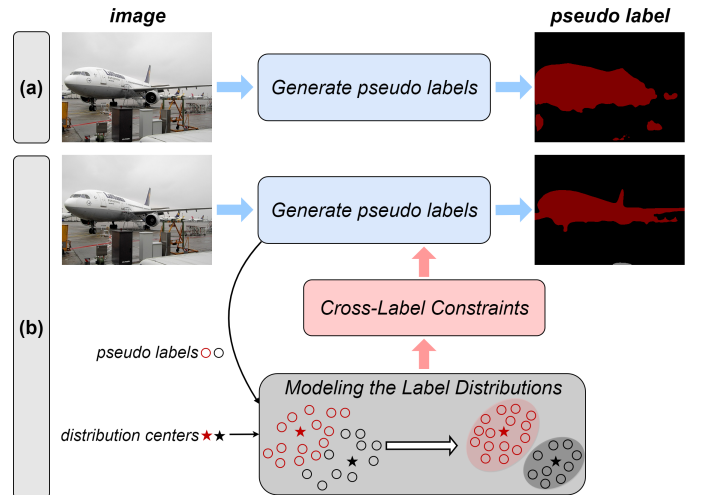 image
pseudo label
(a)
Generate pseudo labels
(b)
Generate pseudo labels
Cross-Label Constraints
pseudo labels
Modeling the Label Distributions
distribution centers